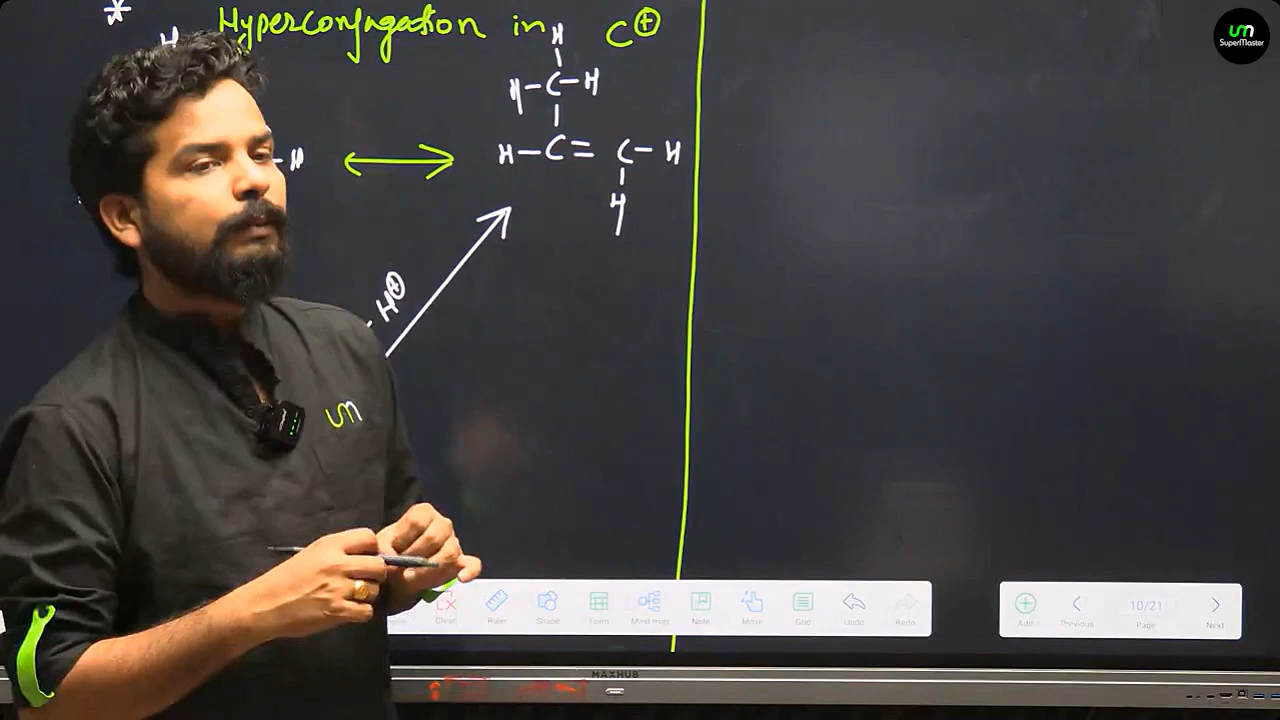 * Hyperconjugation in C⊕
H
H
H–C–H
H–C= C–H
H
H
- H⊕
um
SuperMaster
um
Clear
Ruler
Shape
Form
Mind map
Note
Move
Grid
Undo
Redo
Add
Previous
10/21
Page
Next
MAXHUB